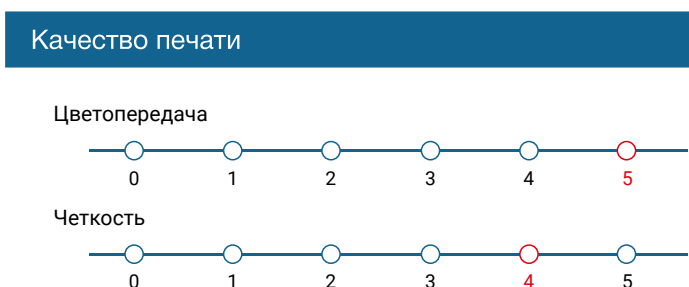 Качество печати
Цветопередача
0 1 2 3 4 5
Четкость
0 1 2 3 4 5